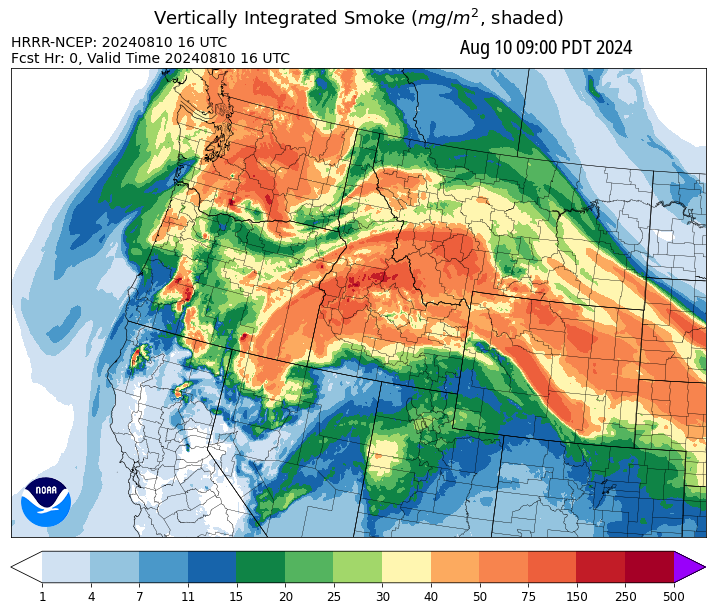 Vertically Integrated Smoke (mg/m², shaded)
HRRR-NCEP: 20240810 16 UTC
Fcst Hr: 0, Valid Time 20240810 16 UTC
Aug 10 09:00 PDT 2024
NOAA
1 4 7 11 15 20 25 30 40 50 75 150 250 500